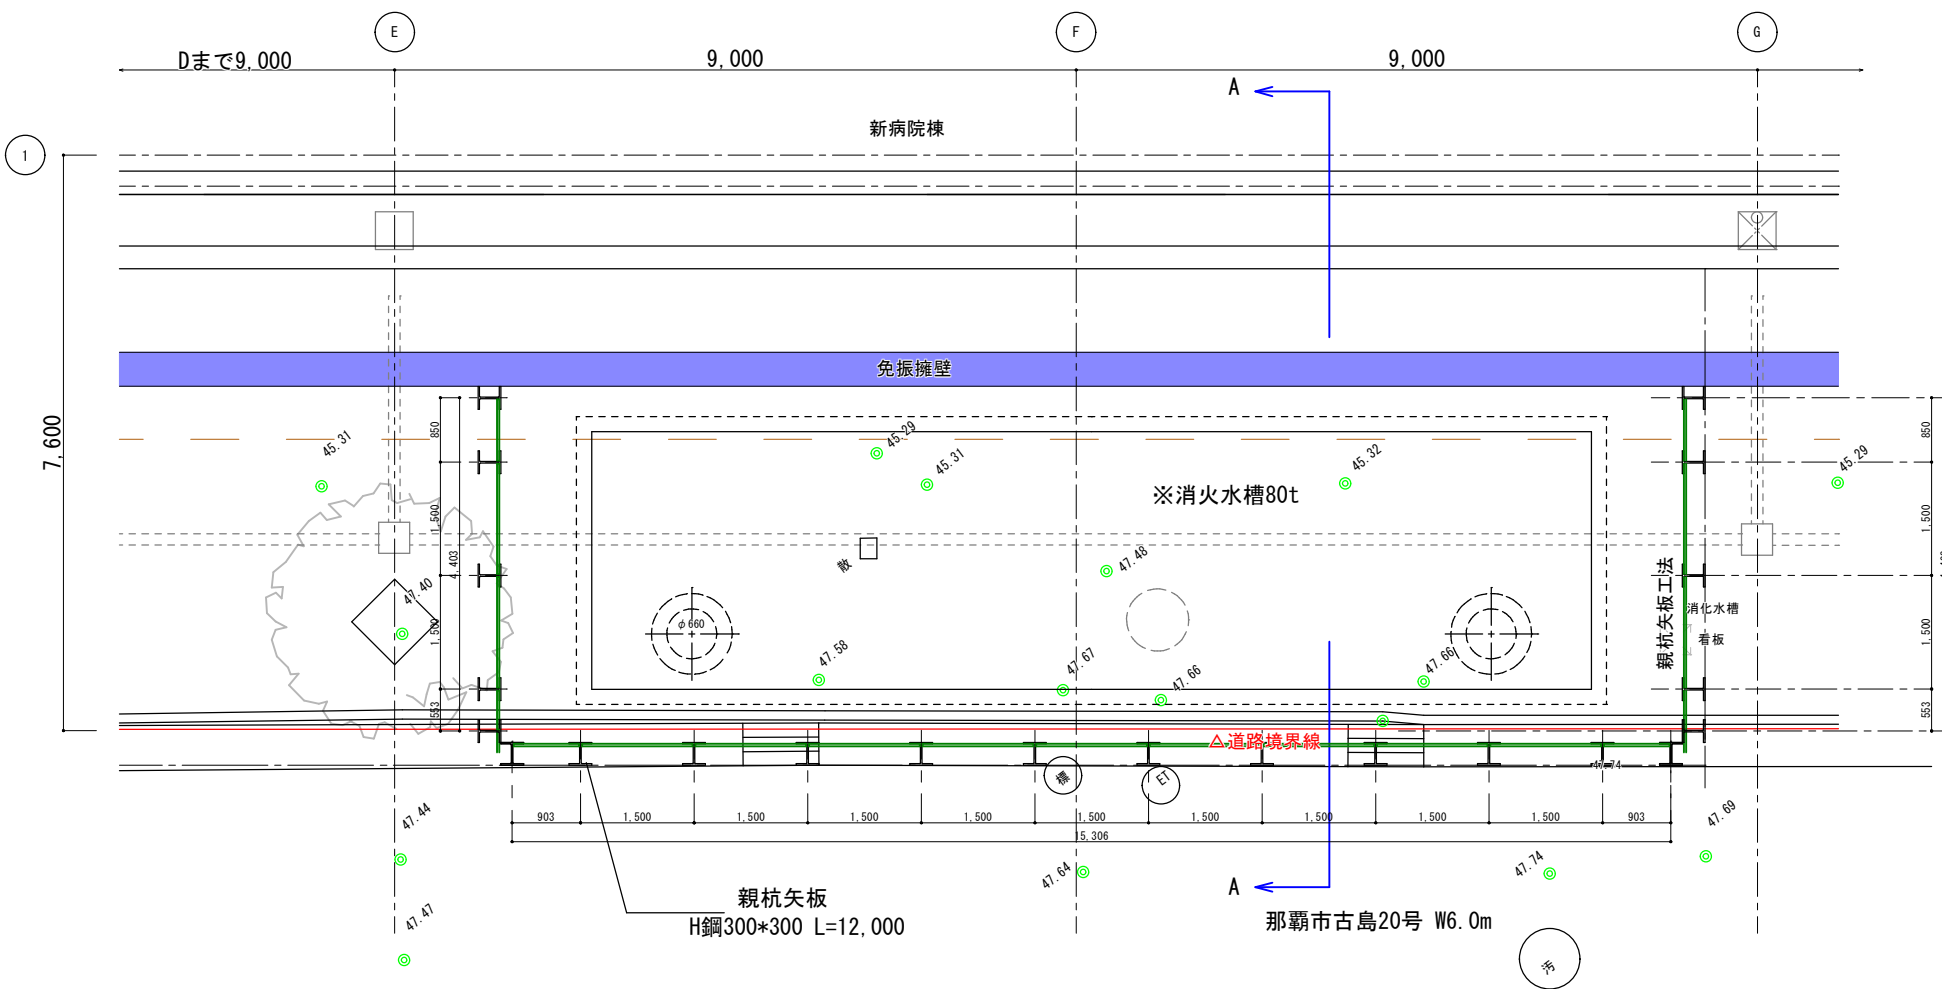 E
F
G
Dまで9,000
9,000
9,000
A
新病院棟
1
免振擁壁
7,600
850
1,500
4,403
1,500
553
45.31
45.29
45.31
45.32
45.29
※消火水槽80t
850
1,500
1,500
553
散
47.48
47.40
φ660
親杭矢板工法
消化水槽
看板
47.58
47.67
47.66
47.66
△道路境界線
標
ET
47.74
903
1,500
1,500
1,500
1,500
1,500
1,500
1,500
1,500
1,500
903
15,306
47.44
47.69
47.64
47.74
A
親杭矢板
H鋼300*300 L=12,000
那覇市古島20号 W6.0m
47.47
汚